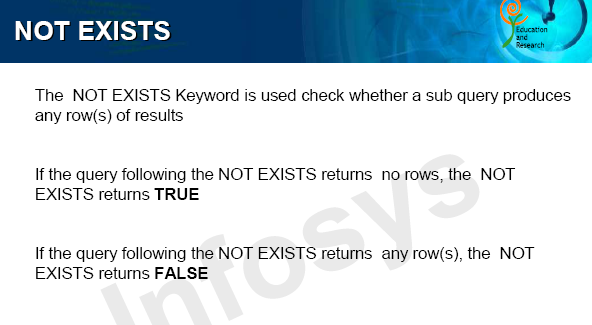 NOT EXISTS
Education
and
Research
The NOT EXISTS Keyword is used check whether a sub query produces
any row(s) of results
If the query following the NOT EXISTS returns no rows, the NOT
EXISTS returns TRUE
If the query following the NOT EXISTS returns any row(s), the NOT
EXISTS returns FALSE
Infosys